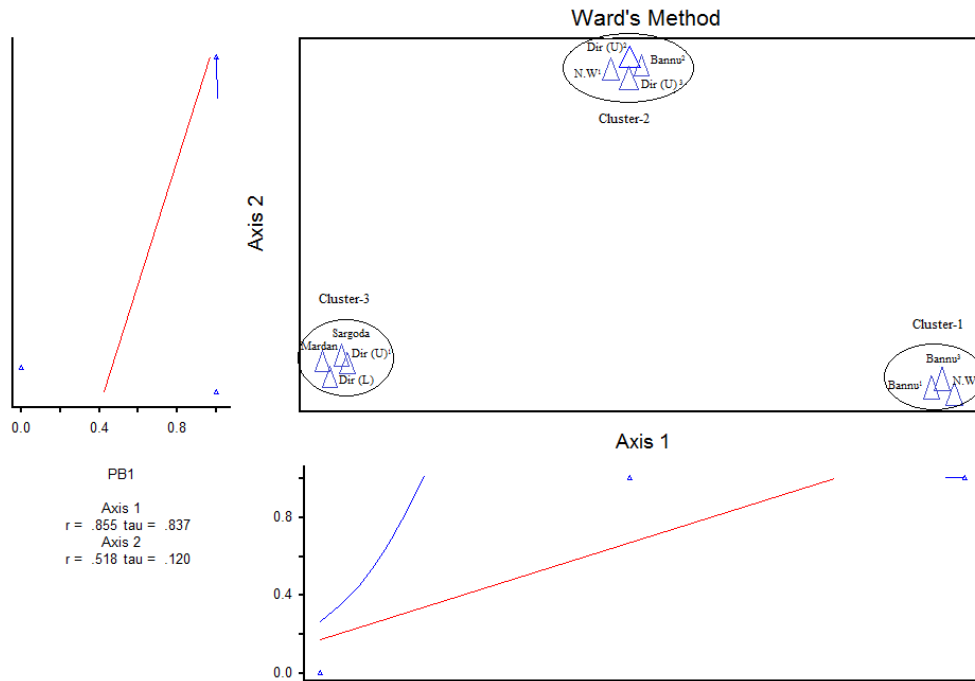 Ward's Method
Dir (U)²
Bannu²
N.W¹
Dir (U) ³
Cluster-2
Axis 2
Cluster-3
Sargoda
Mardan
Dir (U)¹
Dir (L)
Cluster-1
Bannu³
Bannu¹
N.W
0.0 0.4 0.8
Axis 1
PB1
Axis 1
r = .855 tau = .837
Axis 2
r = .518 tau = .120
0.8
0.4
0.0